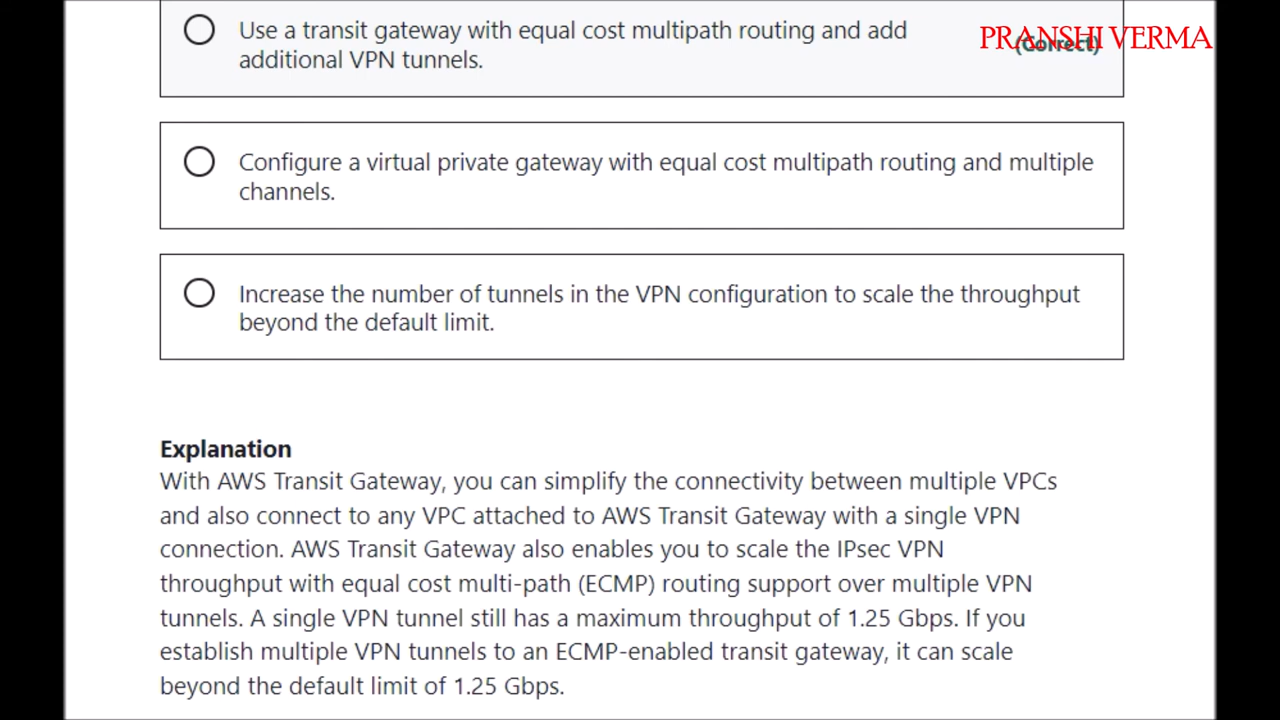 Use a transit gateway with equal cost multipath routing and add
additional VPN tunnels.
PRANSHI VERMA
(Correct)
Configure a virtual private gateway with equal cost multipath routing and multiple
channels.
Increase the number of tunnels in the VPN configuration to scale the throughput
beyond the default limit.
Explanation
With AWS Transit Gateway, you can simplify the connectivity between multiple VPCs
and also connect to any VPC attached to AWS Transit Gateway with a single VPN
connection. AWS Transit Gateway also enables you to scale the IPsec VPN
throughput with equal cost multi-path (ECMP) routing support over multiple VPN
tunnels. A single VPN tunnel still has a maximum throughput of 1.25 Gbps. If you
establish multiple VPN tunnels to an ECMP-enabled transit gateway, it can scale
beyond the default limit of 1.25 Gbps.